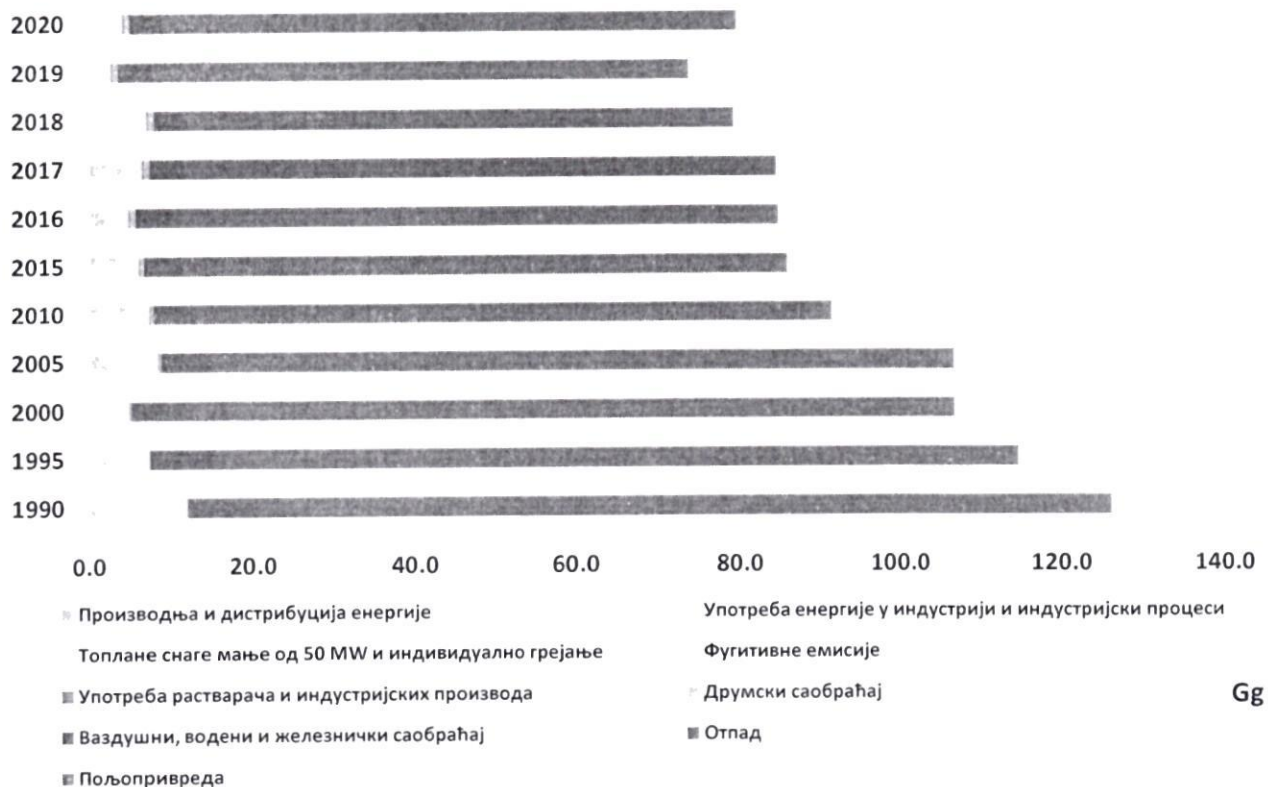 2020
2019
2018
2017
2016
2015
2010
2005
2000
1995
1990
0.0 20.0 40.0 60.0 80.0 100.0 120.0 140.0
Производња и дистрибуција енергије
Употреба енергије у индустрији и индустријски процеси
Топлане снаге мање од 50 MW и индивидуално грејање
Фугитивне емисије
Употреба растварача и индустријских производа
Друмски саобраћај
Gg
Ваздушни, водени и железнички саобраћај
Отпад
Пољопривреда